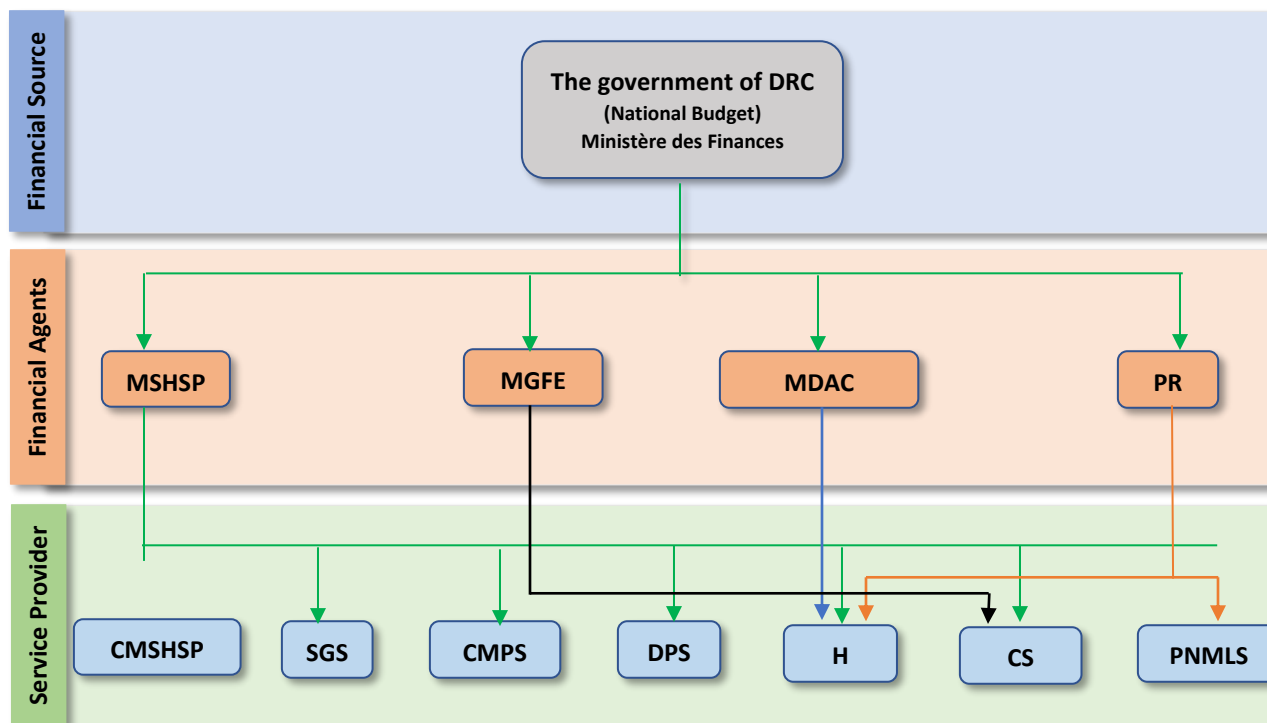 Financial Source
The government of DRC
(National Budget)
Ministère des Finances
Financial Agents
MSHSP
MGFE
MDAC
PR
Service Provider
CMSHSP
SGS
CMPS
DPS
H
CS
PNMLS